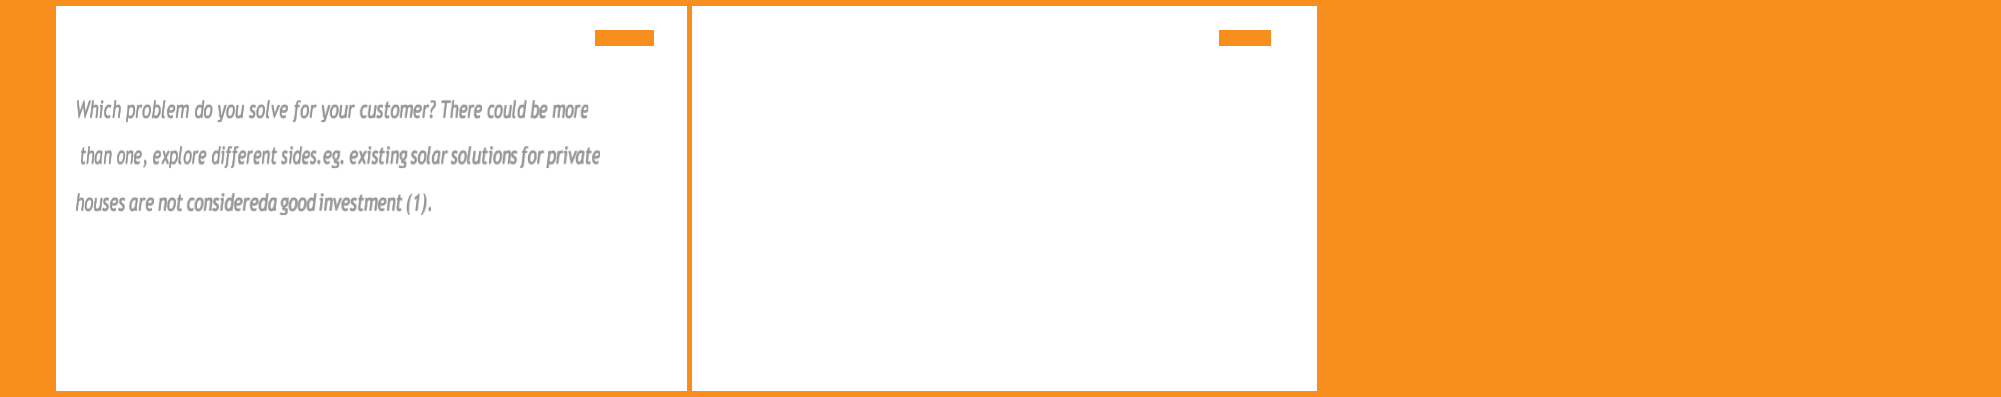 Which problem do you solve for your customer? There could be more
than one, explore different sides.eg. existing solar solutions for private
houses are not considereda good investment (1).